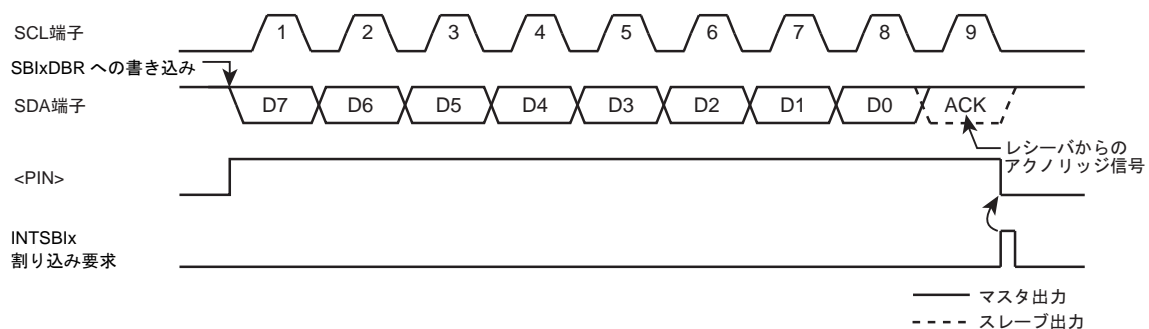 SCL端子
1 2 3 4 5 6 7 8 9
SBIxDBR への書き込み
SDA端子
D7 D6 D5 D4 D3 D2 D1 D0 ACK
レシーバからの
アクノリッジ信号
<PIN>
INTSBIx
割り込み要求
マスタ出力
スレーブ出力